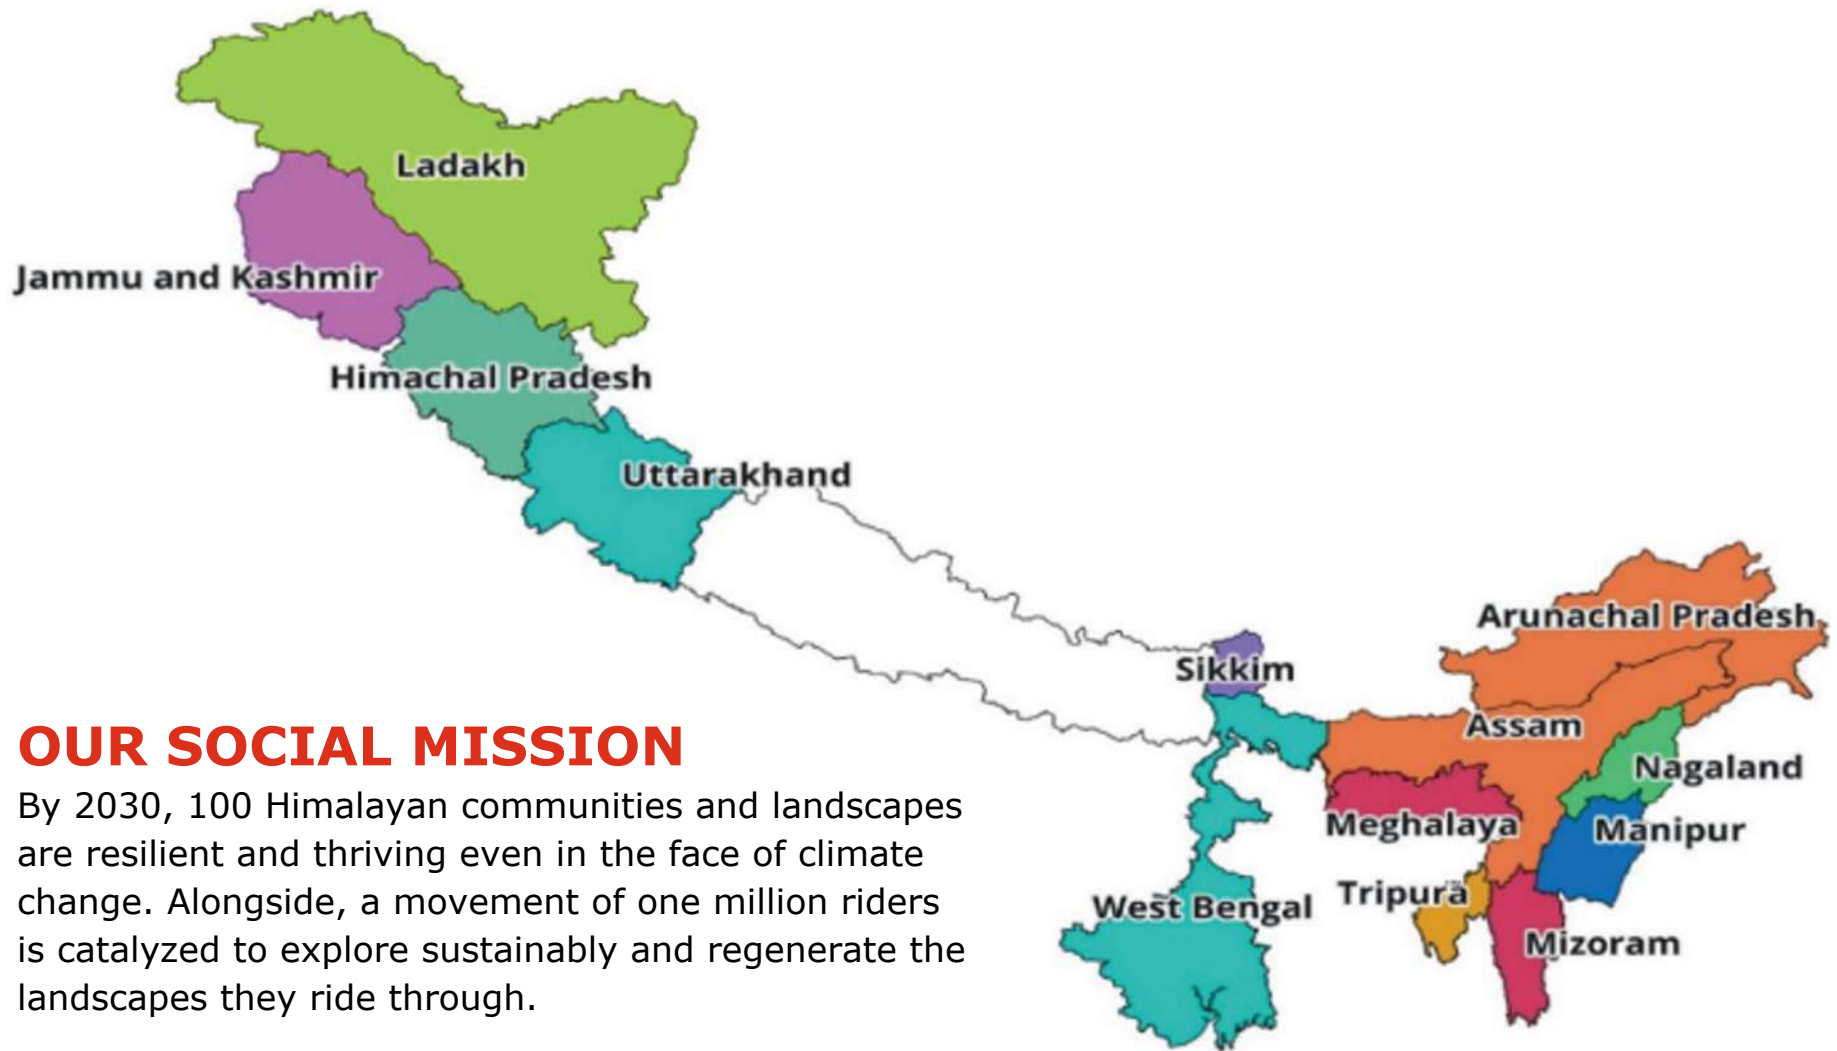 Ladakh
Jammu and Kashmir
Himachal Pradesh
Uttarakhand
Arunachal Pradesh
Sikkim
Assam
Nagaland
Meghalaya
Manipur
Tripura
West Bengal
Mizoram
OUR SOCIAL MISSION
By 2030, 100 Himalayan communities and landscapes
are resilient and thriving even in the face of climate
change. Alongside, a movement of one million riders
is catalyzed to explore sustainably and regenerate the
landscapes they ride through.